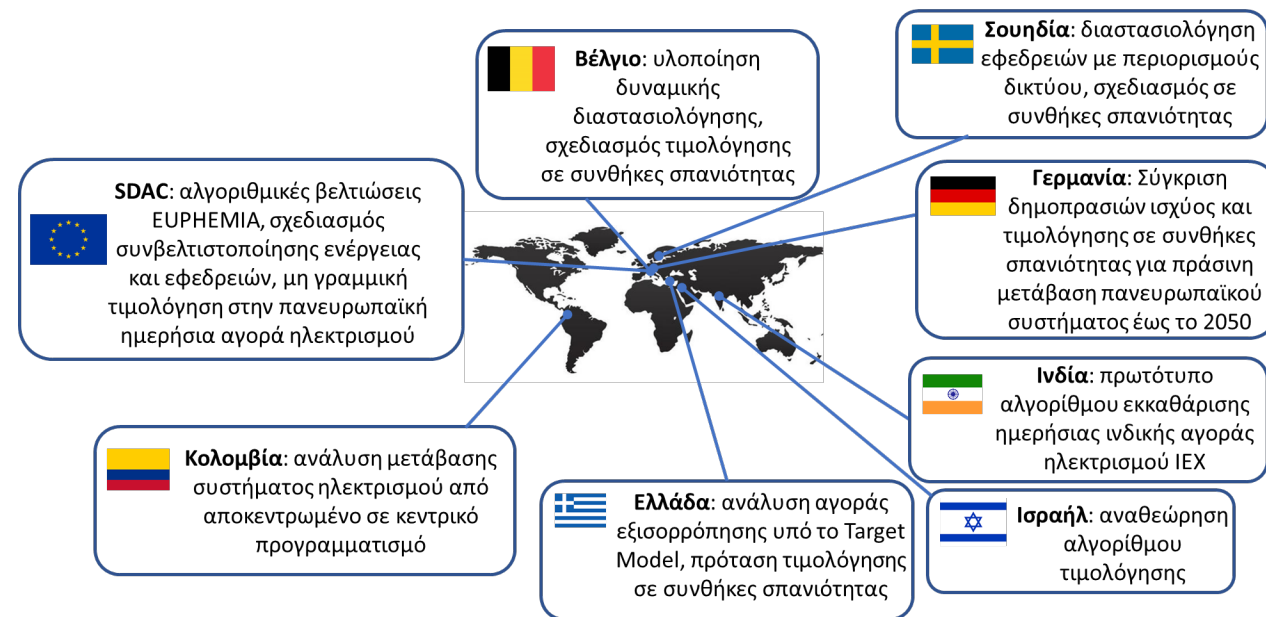 Βέλγιο: υλοποίηση
δυναμικής
διαστασιολόγησης,
σχεδιασμός τιμολόγησης
σε συνθήκες σπανιότητας
Σουηδία: διαστασιολόγηση
εφεδρειών με περιορισμούς
δικτύου, σχεδιασμός σε
συνθήκες σπανιότητας
SDAC: αλγοριθμικές βελτιώσεις
EUPHEMIA, σχεδιασμός
συνβελτιστοποίησης ενέργειας
και εφεδρειών, μη γραμμική
τιμολόγηση στην πανευρωπαϊκή
ημερήσια αγορά ηλεκτρισμού
Γερμανία: Σύγκριση
δημοπρασιών ισχύος και
τιμολόγησης σε συνθήκες
σπανιότητας για πράσινη
μετάβαση πανευρωπαϊκού
συστήματος έως το 2050
Ινδία: πρωτότυπο
αλγορίθμου εκκαθάρισης
ημερήσιας ινδικής αγοράς
ηλεκτρισμού IEX
Κολομβία: ανάλυση μετάβασης
συστήματος ηλεκτρισμού από
αποκεντρωμένο σε κεντρικό
προγραμματισμό
Ελλάδα: ανάλυση αγοράς
εξισορρόπησης υπό το Target
Model, πρόταση τιμολόγησης
σε συνθήκες σπανιότητας
Ισραήλ: αναθεώρηση
αλγορίθμου
τιμολόγησης